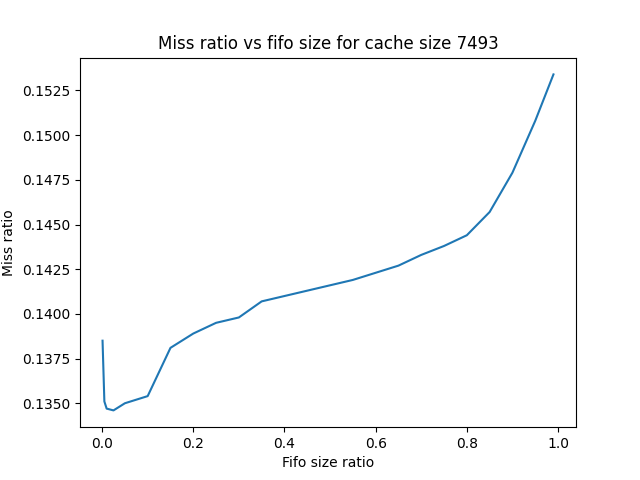 Miss ratio vs fifo size for cache size 7493
0.1525
0.1500
0.1475
0.1450
0.1425
0.1400
0.1375
0.1350
Miss ratio
0.0 0.2 0.4 0.6 0.8 1.0
Fifo size ratio